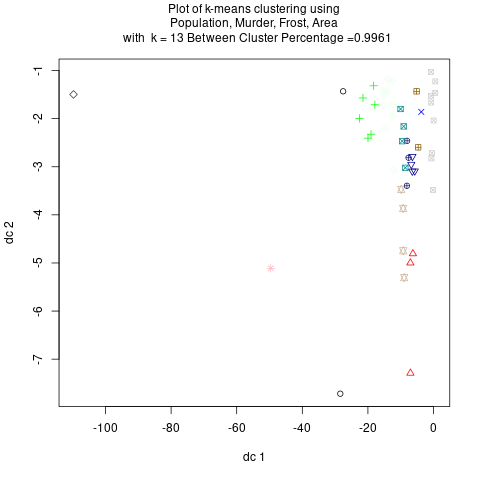 Plot of k-means clustering using
Population, Murder, Frost, Area
with k = 13 Between Cluster Percentage =0.9961
-1
-2
-3
-4
-5
-6
-7
dc 2
-100
-80
-60
-40
-20
0
dc 1